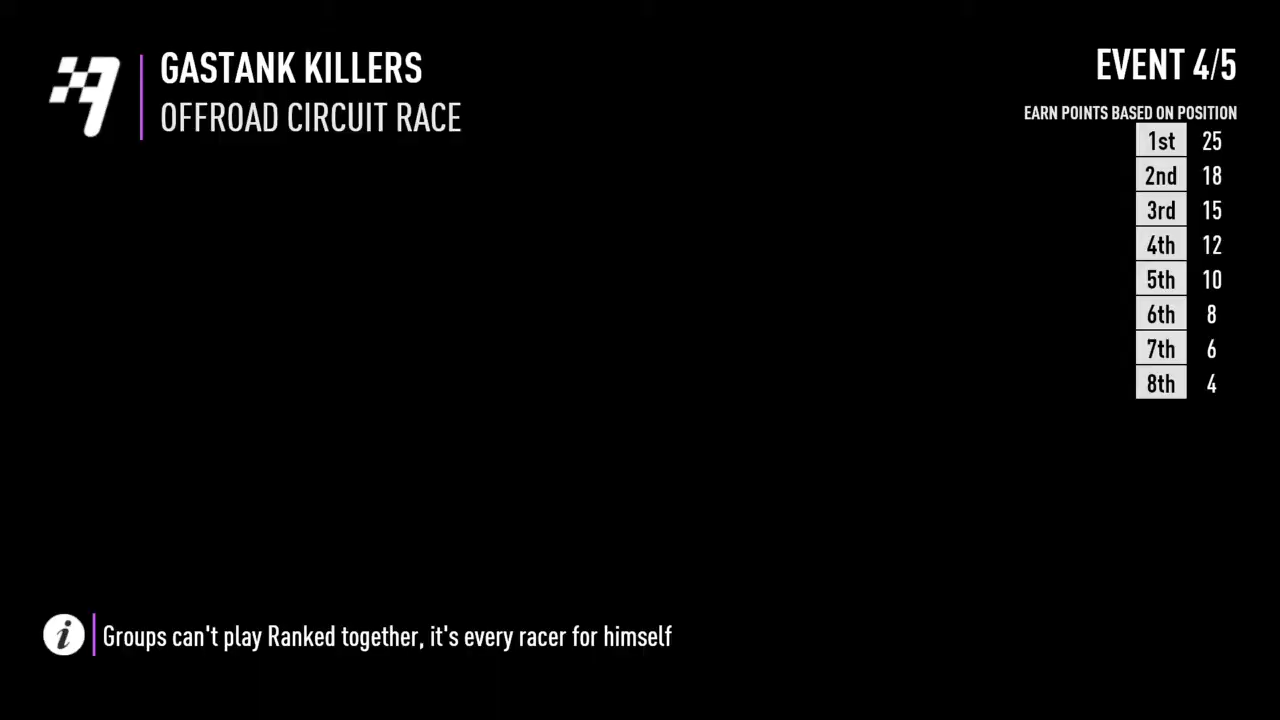 GASTANK KILLERS
OFFROAD CIRCUIT RACE
EVENT 4/5
EARN POINTS BASED ON POSITION
1st 25
2nd 18
3rd 15
4th 12
5th 10
6th 8
7th 6
8th 4
i Groups can't play Ranked together, it's every racer for himself